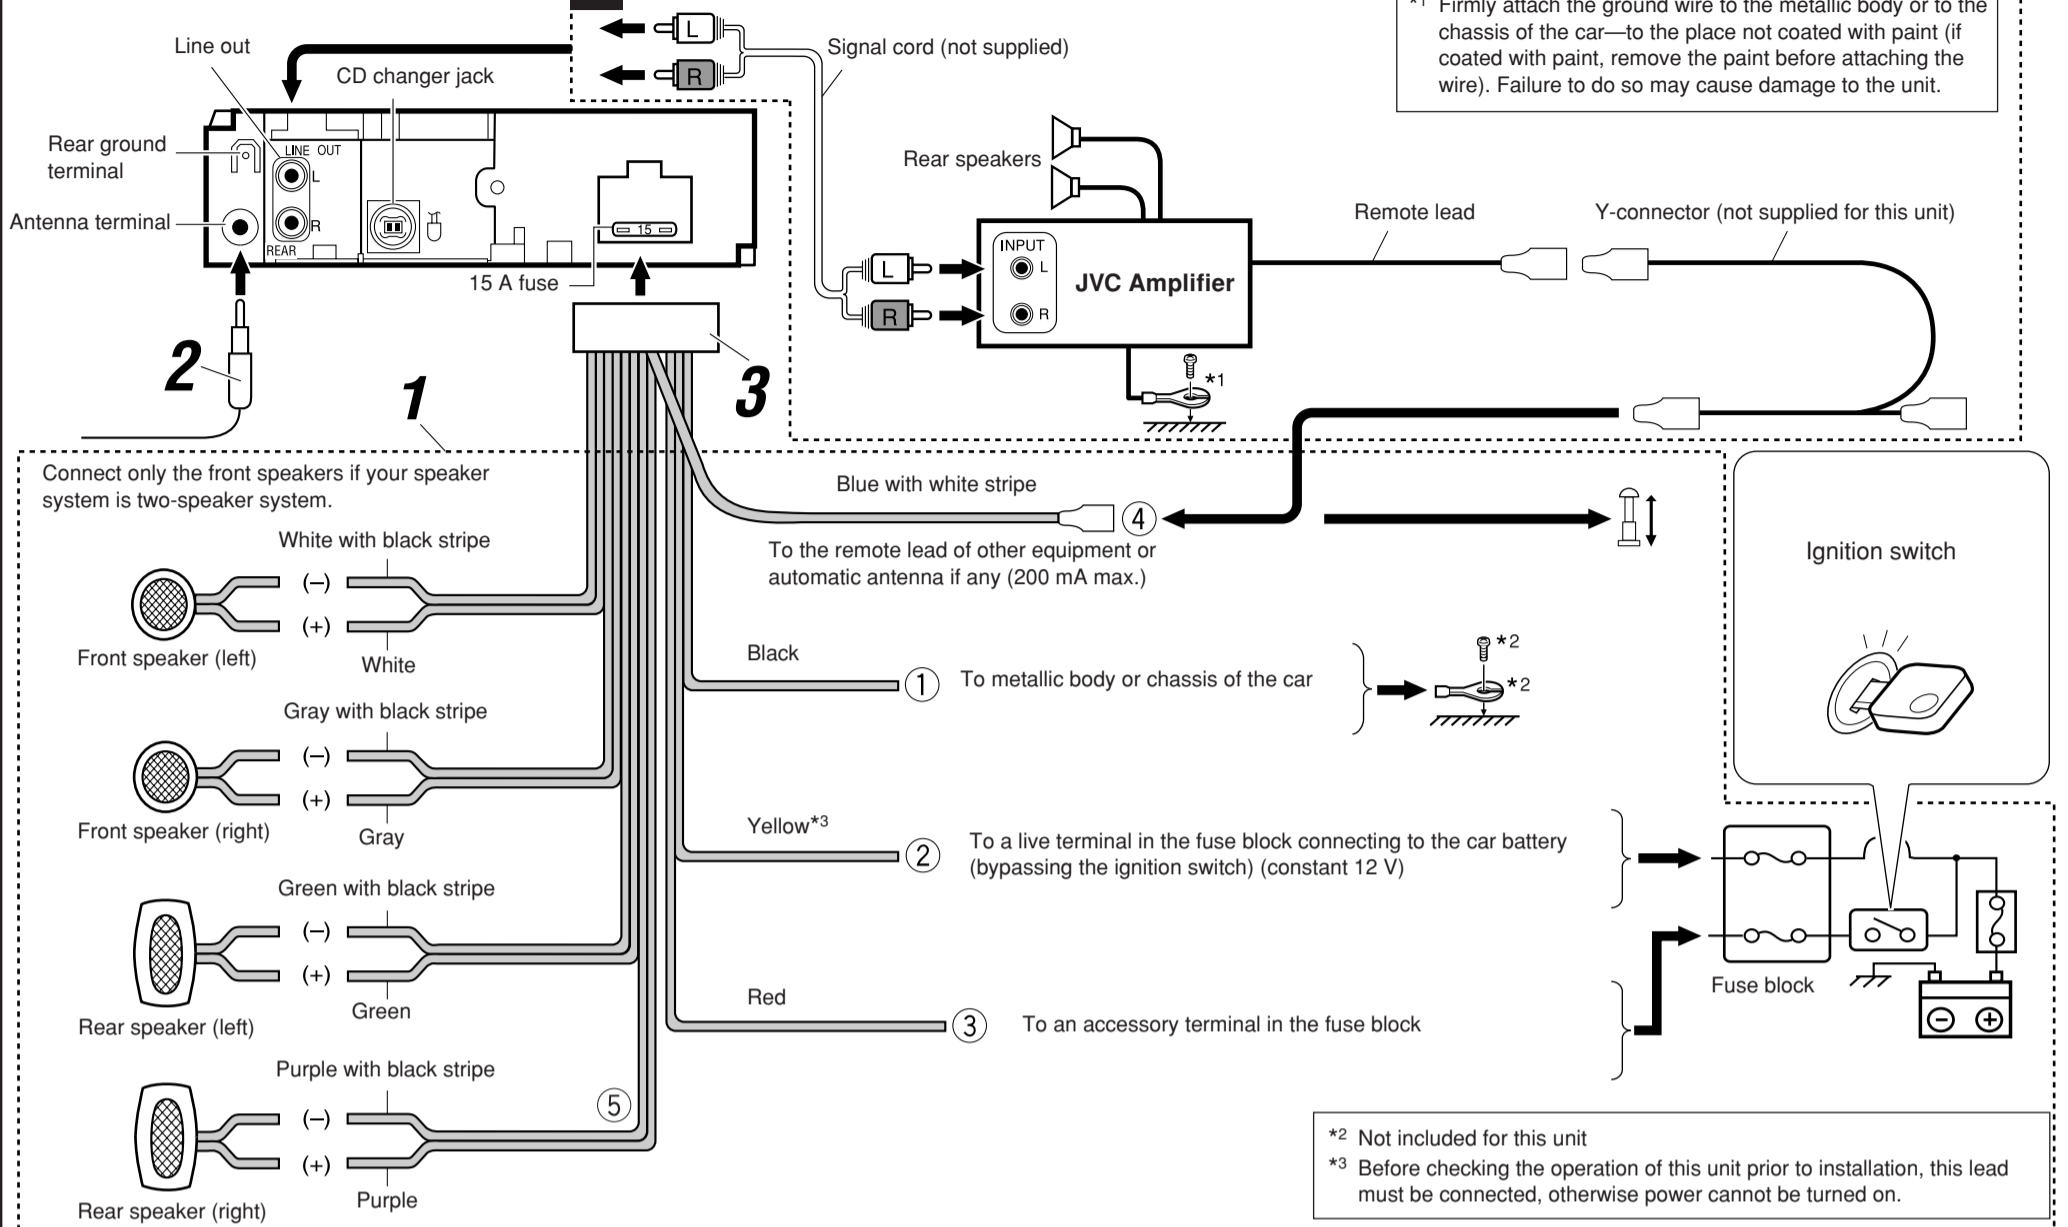 *1 Firmly attach the ground wire to the metallic body or to the
chassis of the car—to the place not coated with paint (if
coated with paint, remove the paint before attaching the
wire). Failure to do so may cause damage to the unit.
Line out
CD changer jack
L
R
Signal cord (not supplied)
Rear ground
terminal
LINE OUT
L
R
REAR
Antenna terminal
15
15 A fuse
Rear speakers
L
R
INPUT
L
R
JVC Amplifier
Remote lead
Y-connector (not supplied for this unit)
*1
2
1
3
Connect only the front speakers if your speaker
system is two-speaker system.
Blue with white stripe
④
To the remote lead of other equipment or
automatic antenna if any (200 mA max.)
Ignition switch
White with black stripe
(–)
(+)
Front speaker (left)
White
Black
①
To metallic body or chassis of the car
*2
*2
Gray with black stripe
(–)
(+)
Front speaker (right)
Gray
Yellow*3
②
To a live terminal in the fuse block connecting to the car battery
(bypassing the ignition switch) (constant 12 V)
Green with black stripe
(–)
(+)
Rear speaker (left)
Green
Red
③
To an accessory terminal in the fuse block
Fuse block
Purple with black stripe
⑤
(–)
(+)
Rear speaker (right)
Purple
*2 Not included for this unit
*3 Before checking the operation of this unit prior to installation, this lead
must be connected, otherwise power cannot be turned on.